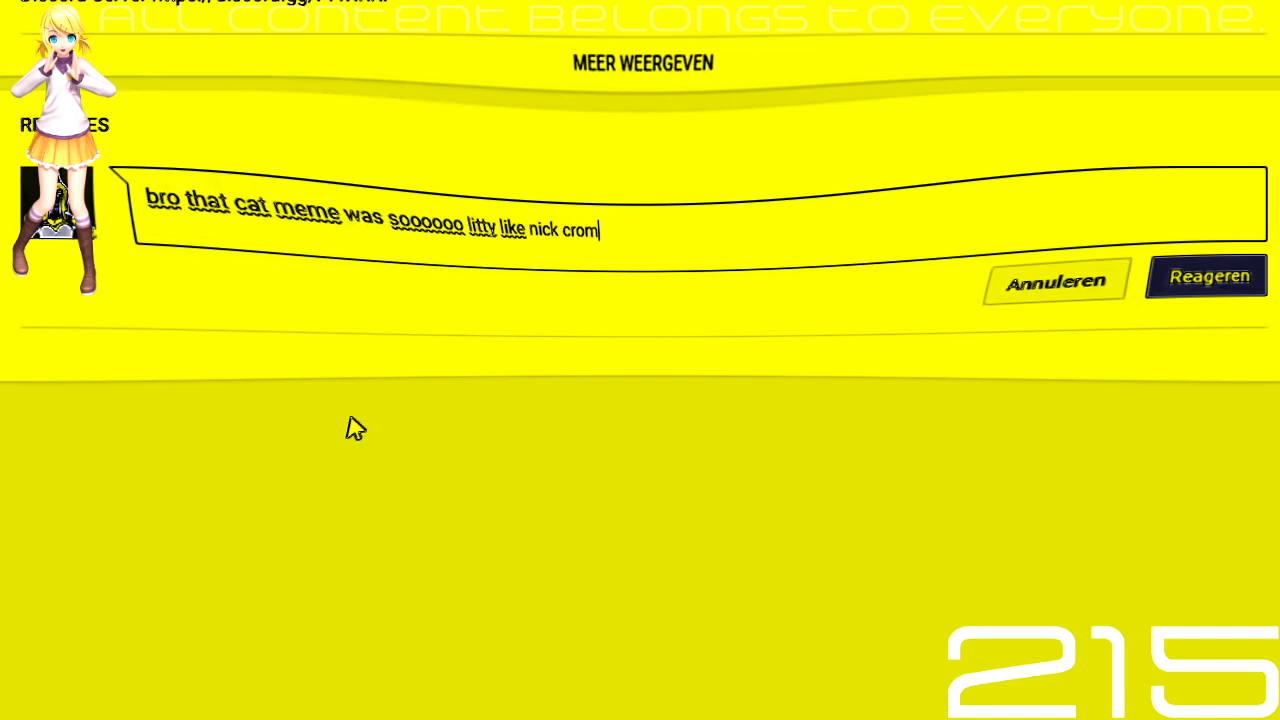 ALL CONTENT BELONGS TO EVERYONE.
MEER WEERGEVEN
bro that cat meme was soooooo litty like nick crom
Annuleren
Reageren
215